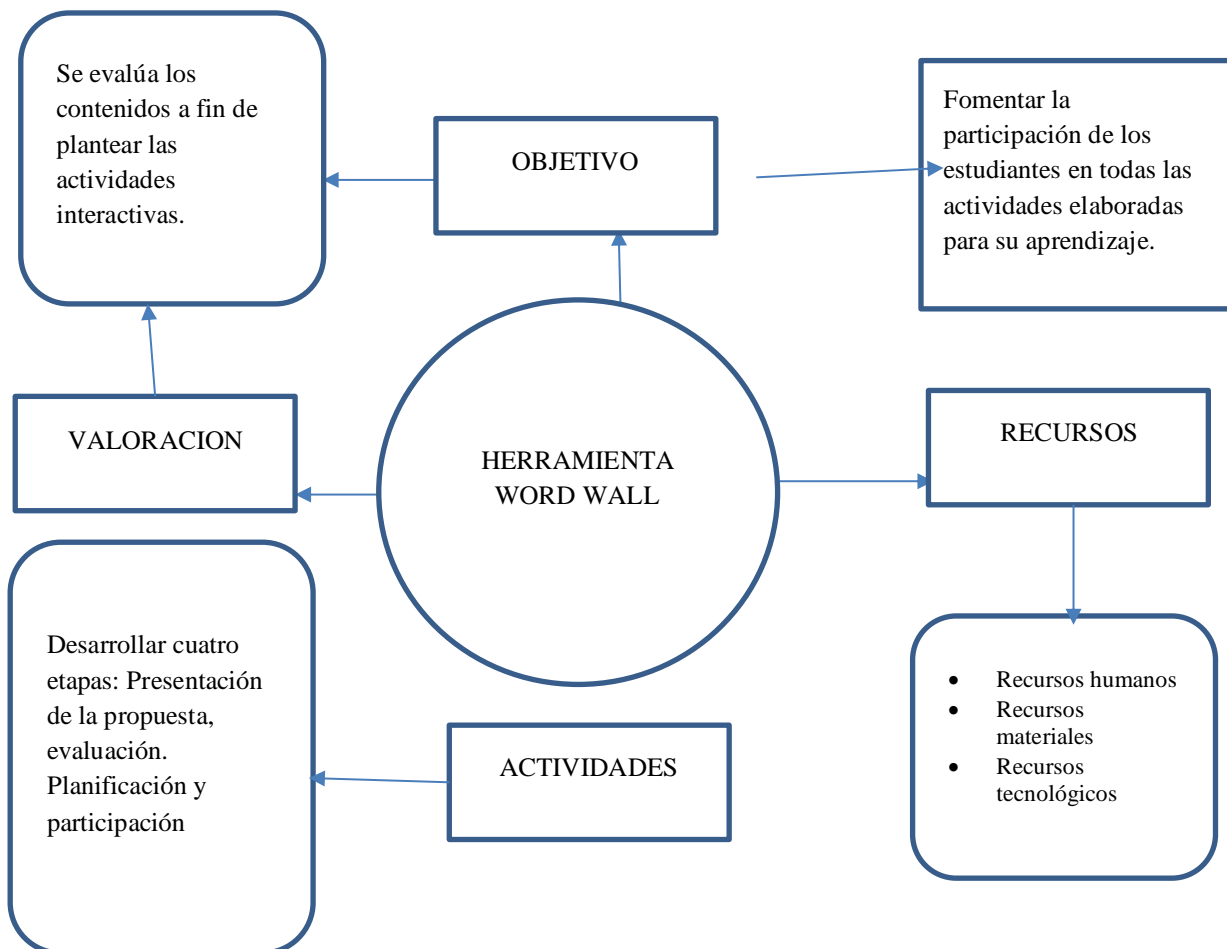 Se evalúa los
contenidos a fin de
plantear las
actividades
interactivas.
OBJETIVO
Fomentar la
participación de los
estudiantes en todas las
actividades elaboradas
para su aprendizaje.
VALORACION
HERRAMIENTA
WORD WALL
RECURSOS
Desarrollar cuatro
etapas: Presentación
de la propuesta,
evaluación.
Planificación y
participación
ACTIVIDADES
• Recursos humanos
• Recursos
materiales
• Recursos
tecnológicos